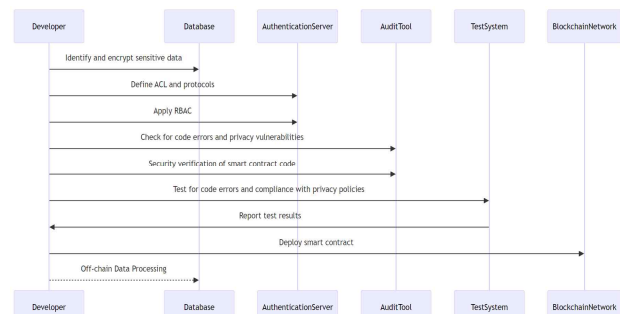 Developer Database AuthenticationServer AuditTool TestSystem BlockchainNetwork
Identify and encrypt sensitive data
Define ACL and protocols
Apply RBAC
Check for code errors and privacy vulnerabilities
Security verification of smart contract code
Test for code errors and compliance with privacy policies
Report test results
Deploy smart contract
Off-chain Data Processing
Developer Database AuthenticationServer AuditTool TestSystem BlockchainNetwork